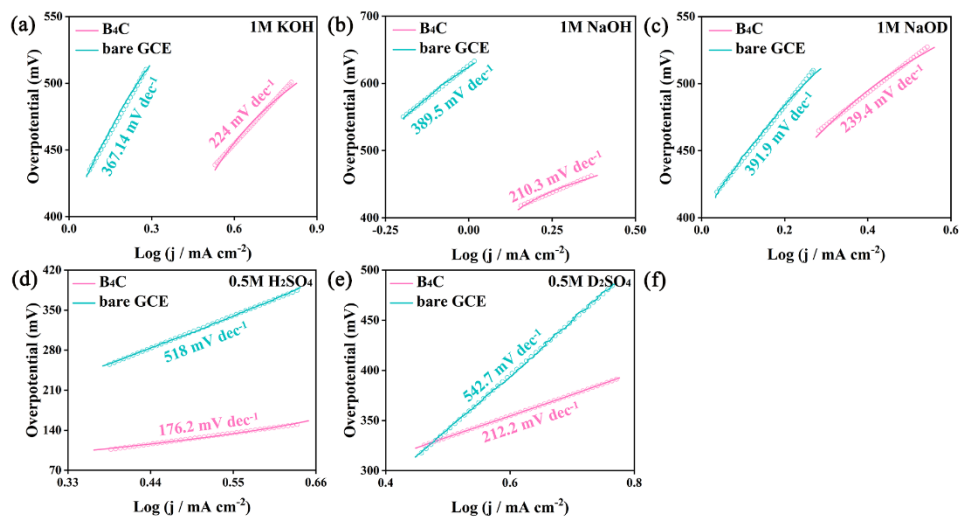 (a)
B₄C
bare GCE
1M KOH
367.14 mV dec⁻¹
224 mV dec⁻¹
Overpotential (mV)
550
500
450
400
0.0
0.3
0.6
0.9
Log (j / mA cm⁻²)
(b)
B₄C
bare GCE
1M NaOH
389.5 mV dec⁻¹
210.3 mV dec⁻¹
Overpotential (mV)
700
600
500
400
-0.25
0.00
0.25
0.50
Log (j / mA cm⁻²)
(c)
B₄C
bare GCE
1M NaOD
391.9 mV dec⁻¹
239.4 mV dec⁻¹
Overpotential (mV)
550
500
450
400
0.0
0.2
0.4
0.6
Log (j / mA cm⁻²)
(d)
B₄C
bare GCE
0.5M H₂SO₄
518 mV dec⁻¹
176.2 mV dec⁻¹
Overpotential (mV)
420
350
280
210
140
70
0.33
0.44
0.55
0.66
Log (j / mA cm⁻²)
(e)
B₄C
bare GCE
0.5M D₂SO₄
542.7 mV dec⁻¹
212.2 mV dec⁻¹
Overpotential (mV)
500
450
400
350
300
0.4
0.6
0.8
Log (j / mA cm⁻²)
(f)